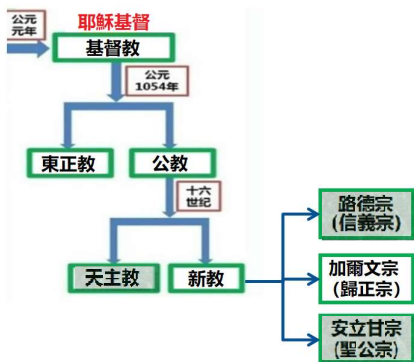 公元
元年
耶穌基督
基督教
公元
1054年
東正教
公教
十六
世纪
天主教
新教
路德宗
(信義宗)
加爾文宗
(歸正宗)
安立甘宗
(聖公宗)